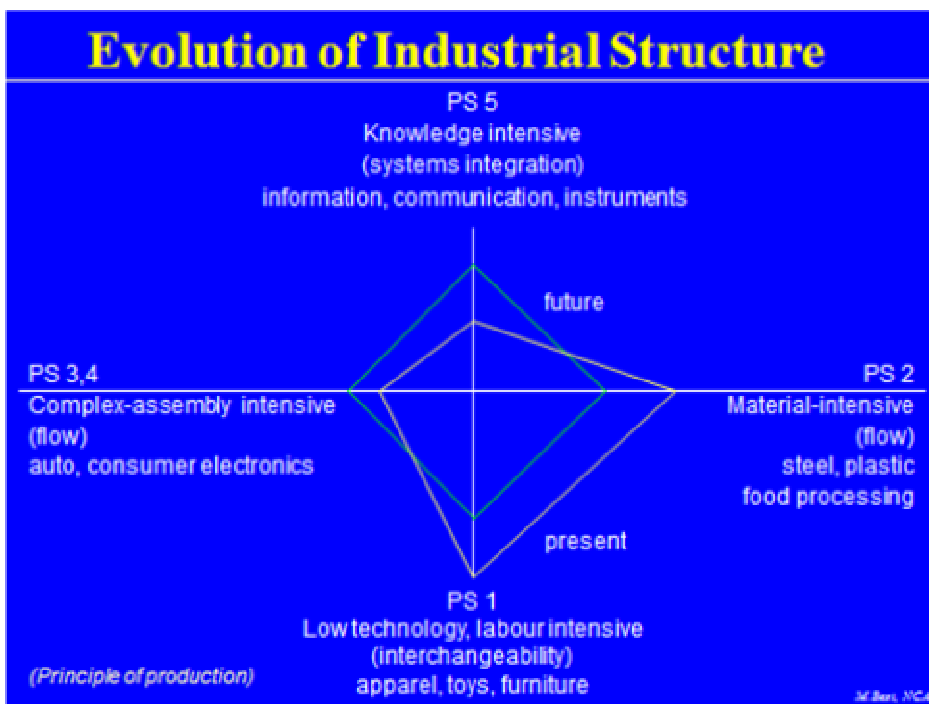 Evolution of Industrial Structure
PS 5
Knowledge intensive
(systems integration)
information, communication, instruments
future
PS 3,4
Complex-assembly intensive
(flow)
auto, consumer electronics
PS 2
Material-intensive
(flow)
steel, plastic
food processing
present
PS 1
Low technology, labour intensive
(interchangeability)
apparel, toys, furniture
(Principle of production)